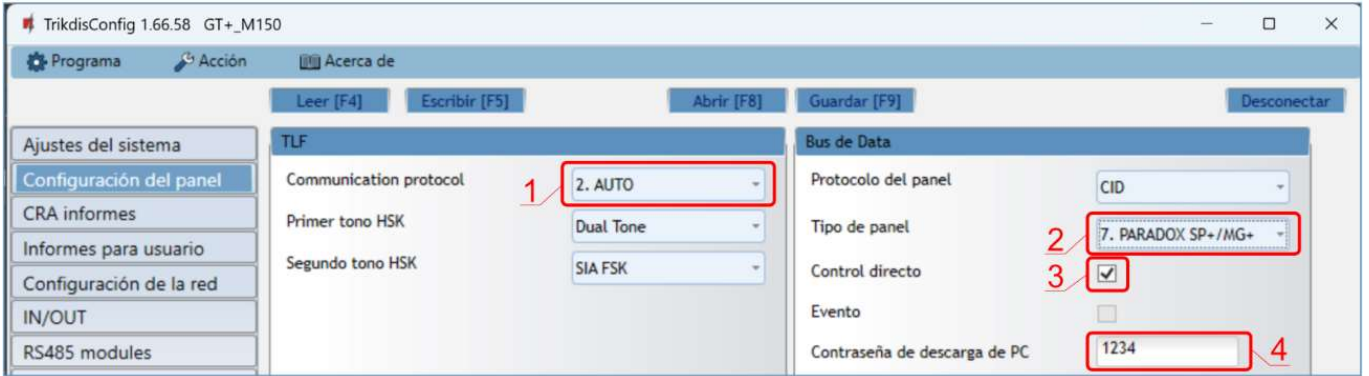 TrikdisConfig 1.66.58 GT+_M150
Programa Acción Acerca de
Leer [F4] Escribir [F5] Abrir [F8] Guardar [F9] Desconectar
Ajustes del sistema
Configuración del panel
CRA informes
Informes para usuario
Configuración de la red
IN/OUT
RS485 modules
TLF
Communication protocol 1 2. AUTO
Primer tono HSK Dual Tone
Segundo tono HSK SIA FSK
Bus de Data
Protocolo del panel CID
Tipo de panel 2 7. PARADOX SP+/MG+
Control directo 3
Evento
Contraseña de descarga de PC 1234 4